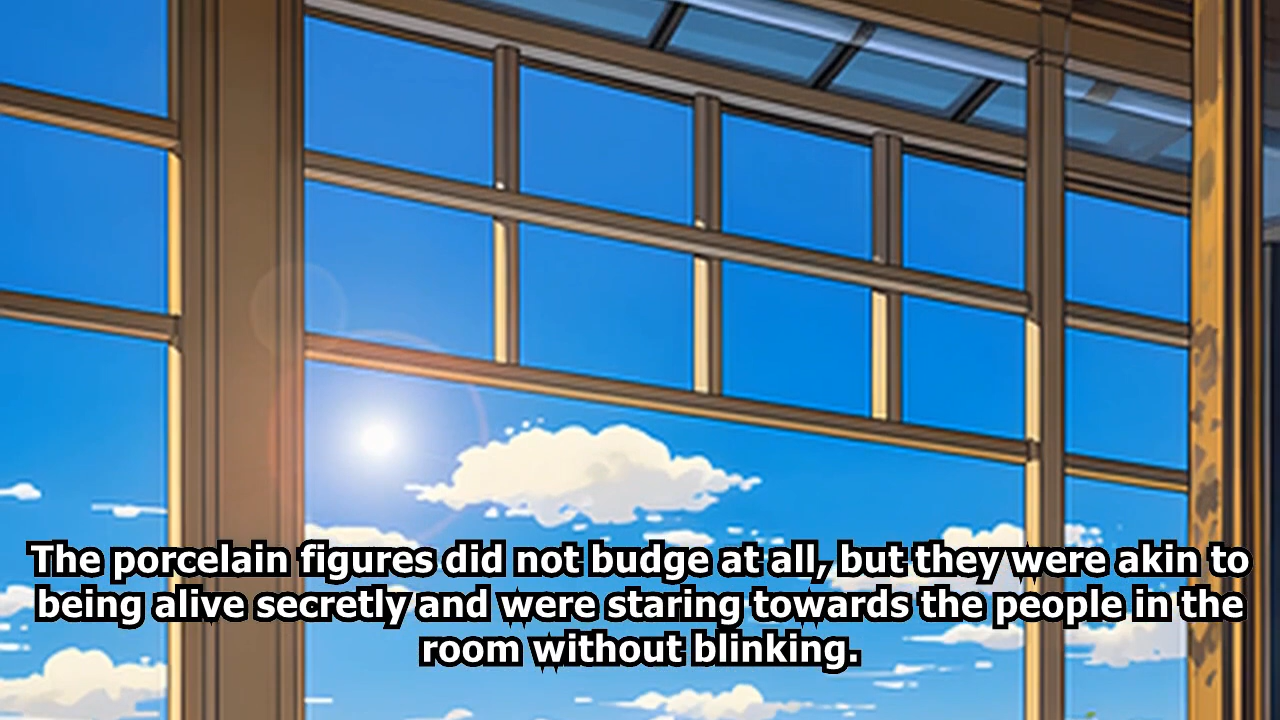 The porcelain figures did not budge at all, but they were akin to
being alive secretly and were staring towards the people in the
room without blinking.